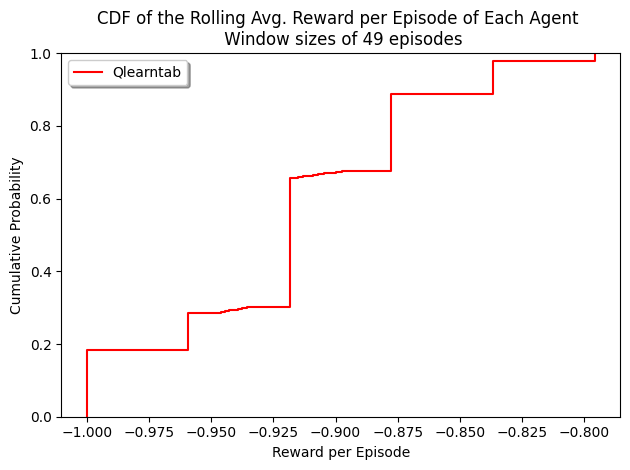 CDF of the Rolling Avg. Reward per Episode of Each Agent
Window sizes of 49 episodes
Qlearntab
Cumulative Probability
1.0
0.8
0.6
0.4
0.2
0.0
−1.000 −0.975 −0.950 −0.925 −0.900 −0.875 −0.850 −0.825 −0.800
Reward per Episode